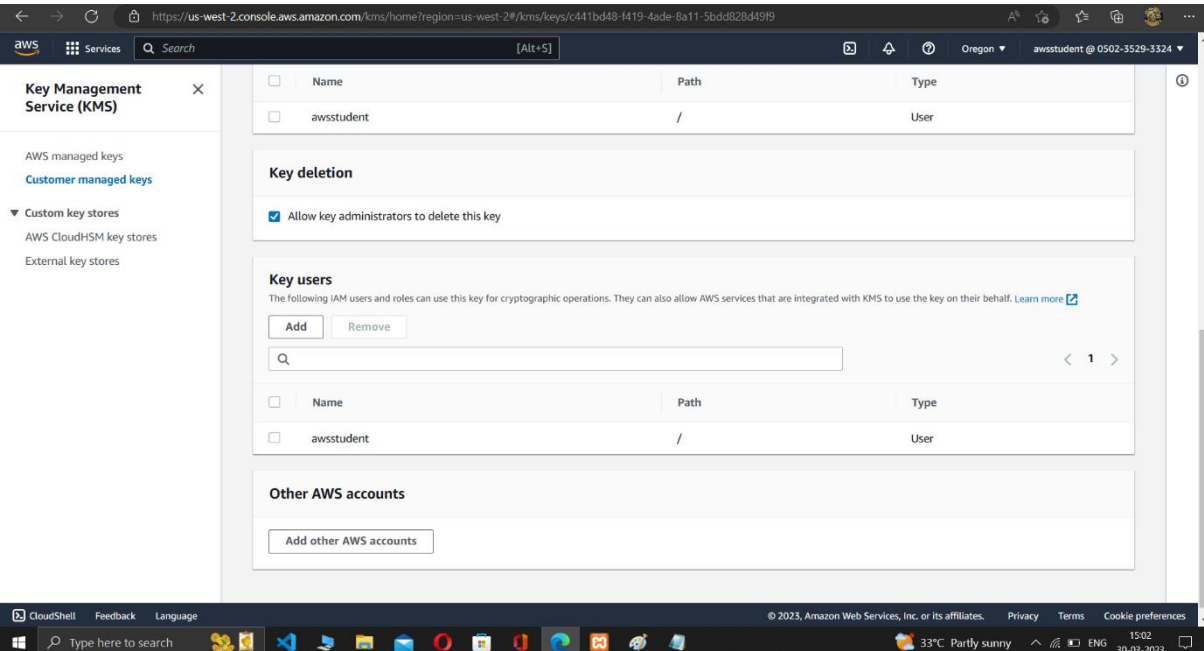 https://us-west-2.console.aws.amazon.com/kms/home?region=us-west-2#/kms/keys/c441bd48-f419-4ade-8a11-5bdd828d49f9
aws Services Search [Alt+S] Oregon awsstudent @ 0502-3529-3324
Key Management
Service (KMS)
AWS managed keys
Customer managed keys
Custom key stores
AWS CloudHSM key stores
External key stores
Name Path Type
awsstudent / User
Key deletion
Allow key administrators to delete this key
Key users
The following IAM users and roles can use this key for cryptographic operations. They can also allow AWS services that are integrated with KMS to use the key on their behalf. Learn more
Add Remove
1
Name Path Type
awsstudent / User
Other AWS accounts
Add other AWS accounts
CloudShell Feedback Language © 2023, Amazon Web Services, Inc. or its affiliates. Privacy Terms Cookie preferences
Type here to search 33°C Partly sunny ENG 15:02
30-03-2023